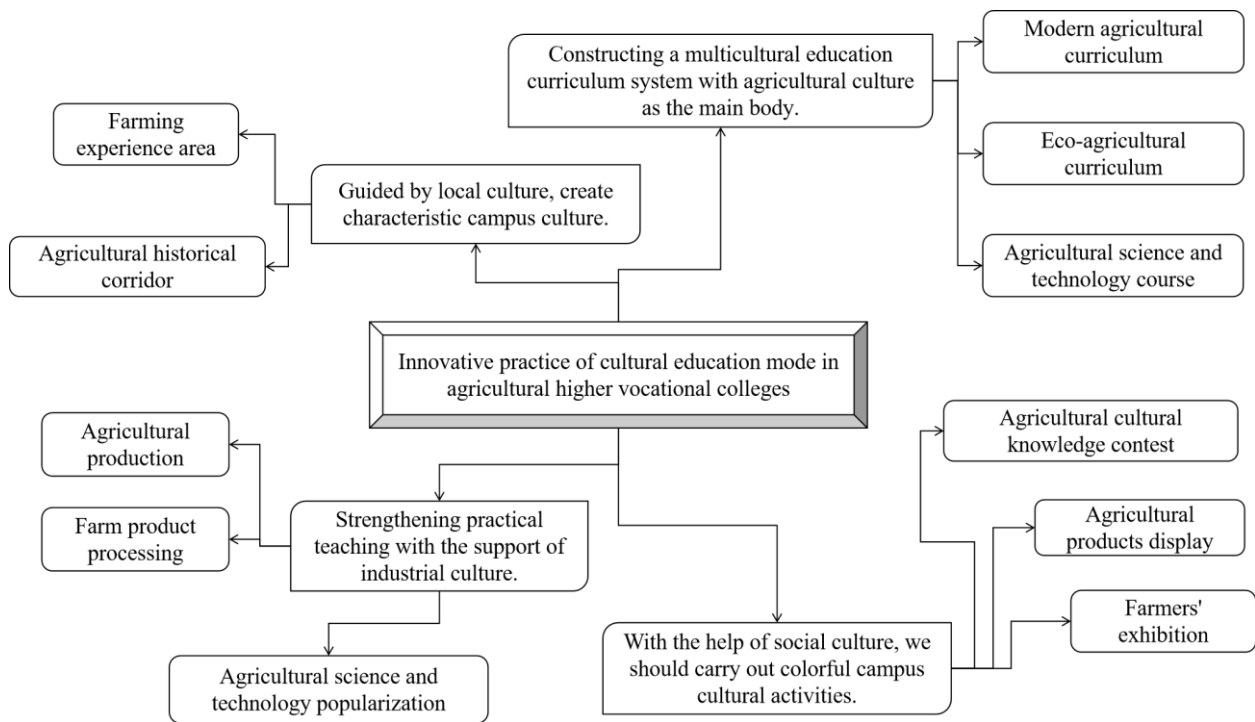 Constructing a multicultural education
curriculum system with agricultural culture
as the main body.
Modern agricultural
curriculum
Eco-agricultural
curriculum
Agricultural science and
technology course
Guided by local culture, create
characteristic campus culture.
Farming
experience area
Agricultural historical
corridor
Innovative practice of cultural education mode in
agricultural higher vocational colleges
Strengthening practical
teaching with the support of
industrial culture.
Agricultural
production
Farm product
processing
Agricultural science and
technology popularization
With the help of social culture, we
should carry out colorful campus
cultural activities.
Agricultural cultural
knowledge contest
Agricultural
products display
Farmers'
exhibition